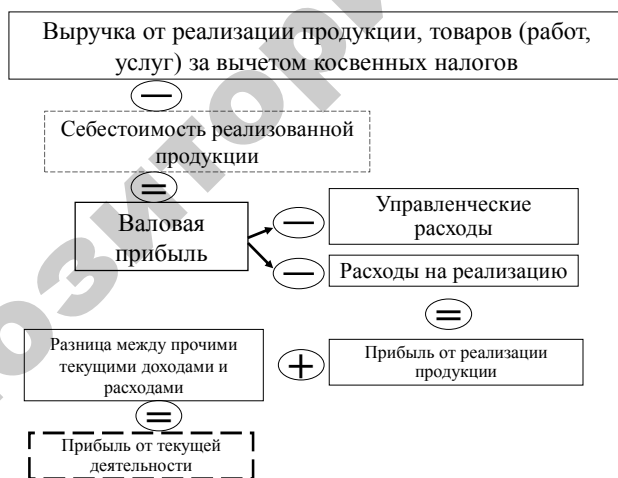 Выручка от реализации продукции, товаров (работ,
услуг) за вычетом косвенных налогов
—
Себестоимость реализованной
продукции
=
Валовая
прибыль
—
Управленческие
расходы
—
Расходы на реализацию
=
Разница между прочими
текущими доходами и
расходами
+
Прибыль от реализации
продукции
=
Прибыль от текущей
деятельности